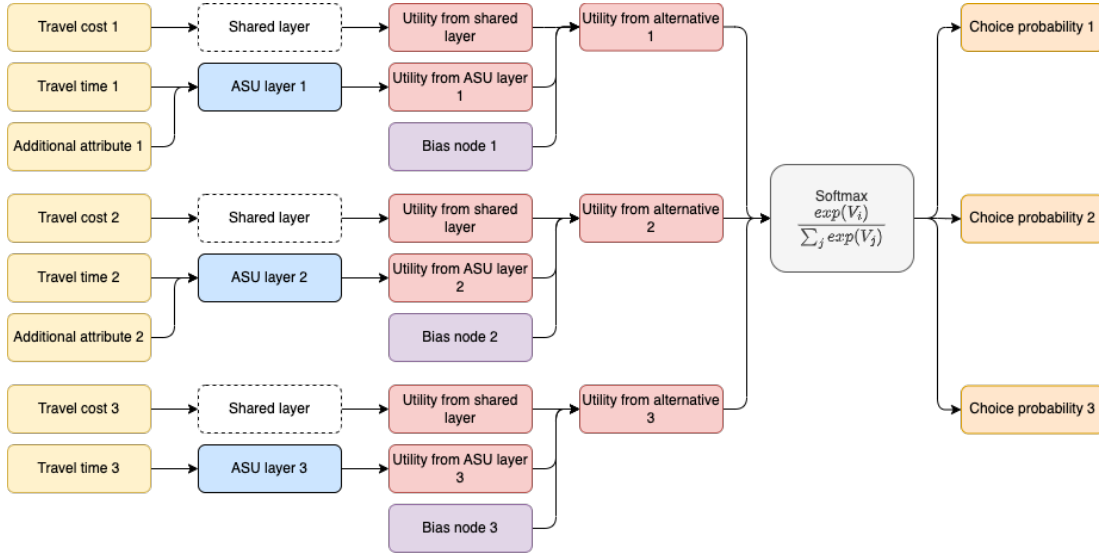 Travel cost 1
Shared layer
Utility from shared
layer
Utility from alternative
1
Choice probability 1
Travel time 1
ASU layer 1
Utility from ASU layer
1
Additional attribute 1
Bias node 1
Travel cost 2
Shared layer
Utility from shared
layer
Utility from alternative
2
Softmax
exp(V_i)
∑_j exp(V_j)
Choice probability 2
Travel time 2
ASU layer 2
Utility from ASU layer
2
Additional attribute 2
Bias node 2
Travel cost 3
Shared layer
Utility from shared
layer
Utility from alternative
3
Choice probability 3
Travel time 3
ASU layer 3
Utility from ASU layer
3
Bias node 3